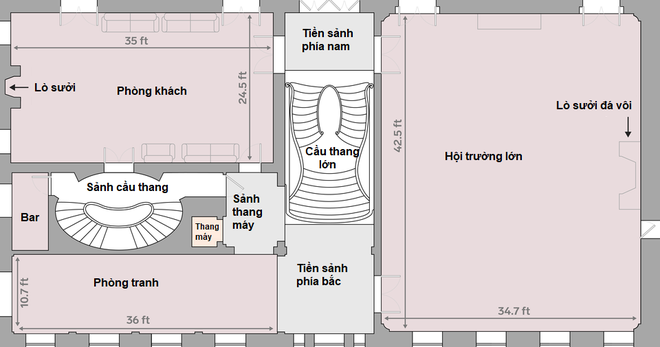 35 ft
24.5 ft
Lò sưởi
Phòng khách
Tiền sảnh
phía nam
Cầu thang
lớn
42.5 ft
Hội trường lớn
Lò sưởi đá vôi
Sảnh cầu thang
Bar
Thang
máy
Sảnh
thang
máy
Phòng tranh
10.7 ft
36 ft
Tiền sảnh
phía bắc
34.7 ft